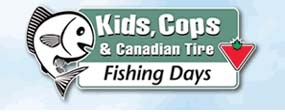 Kids, Cops
& Canadian Tire
Fishing Days